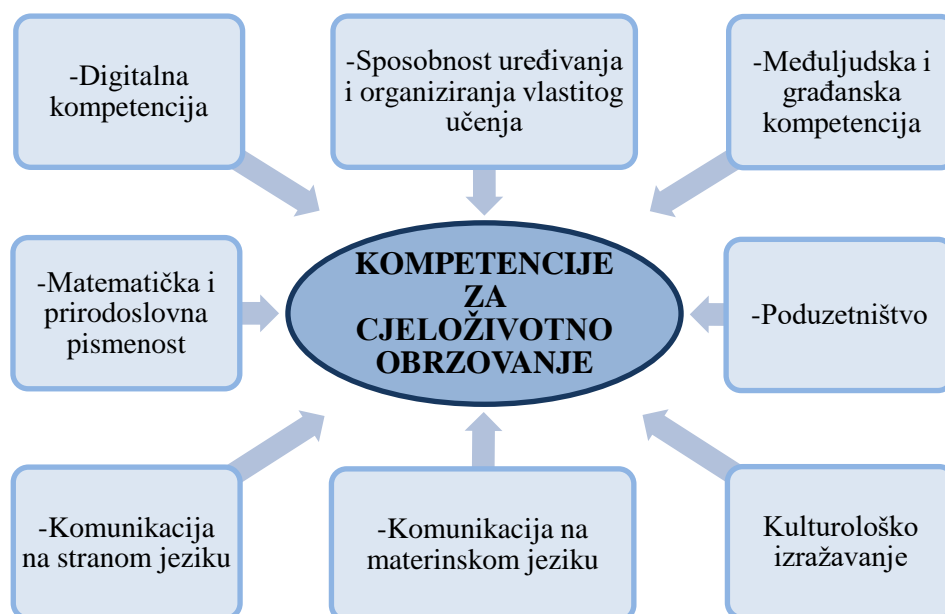 -Digitalna
kompetencija
-Sposobnost uređivanja
i organiziranja vlastitog
učenja
-Međuljudska i
građanska
kompetencija
-Matematička i
prirodoslovna
pismenost
KOMPETENCIJE
ZA
CJELOŽIVOTNO
OBRZOVANJE
-Poduzetništvo
-Komunikacija
na stranom jeziku
-Komunikacija na
materinskom jeziku
Kulturološko
izražavanje